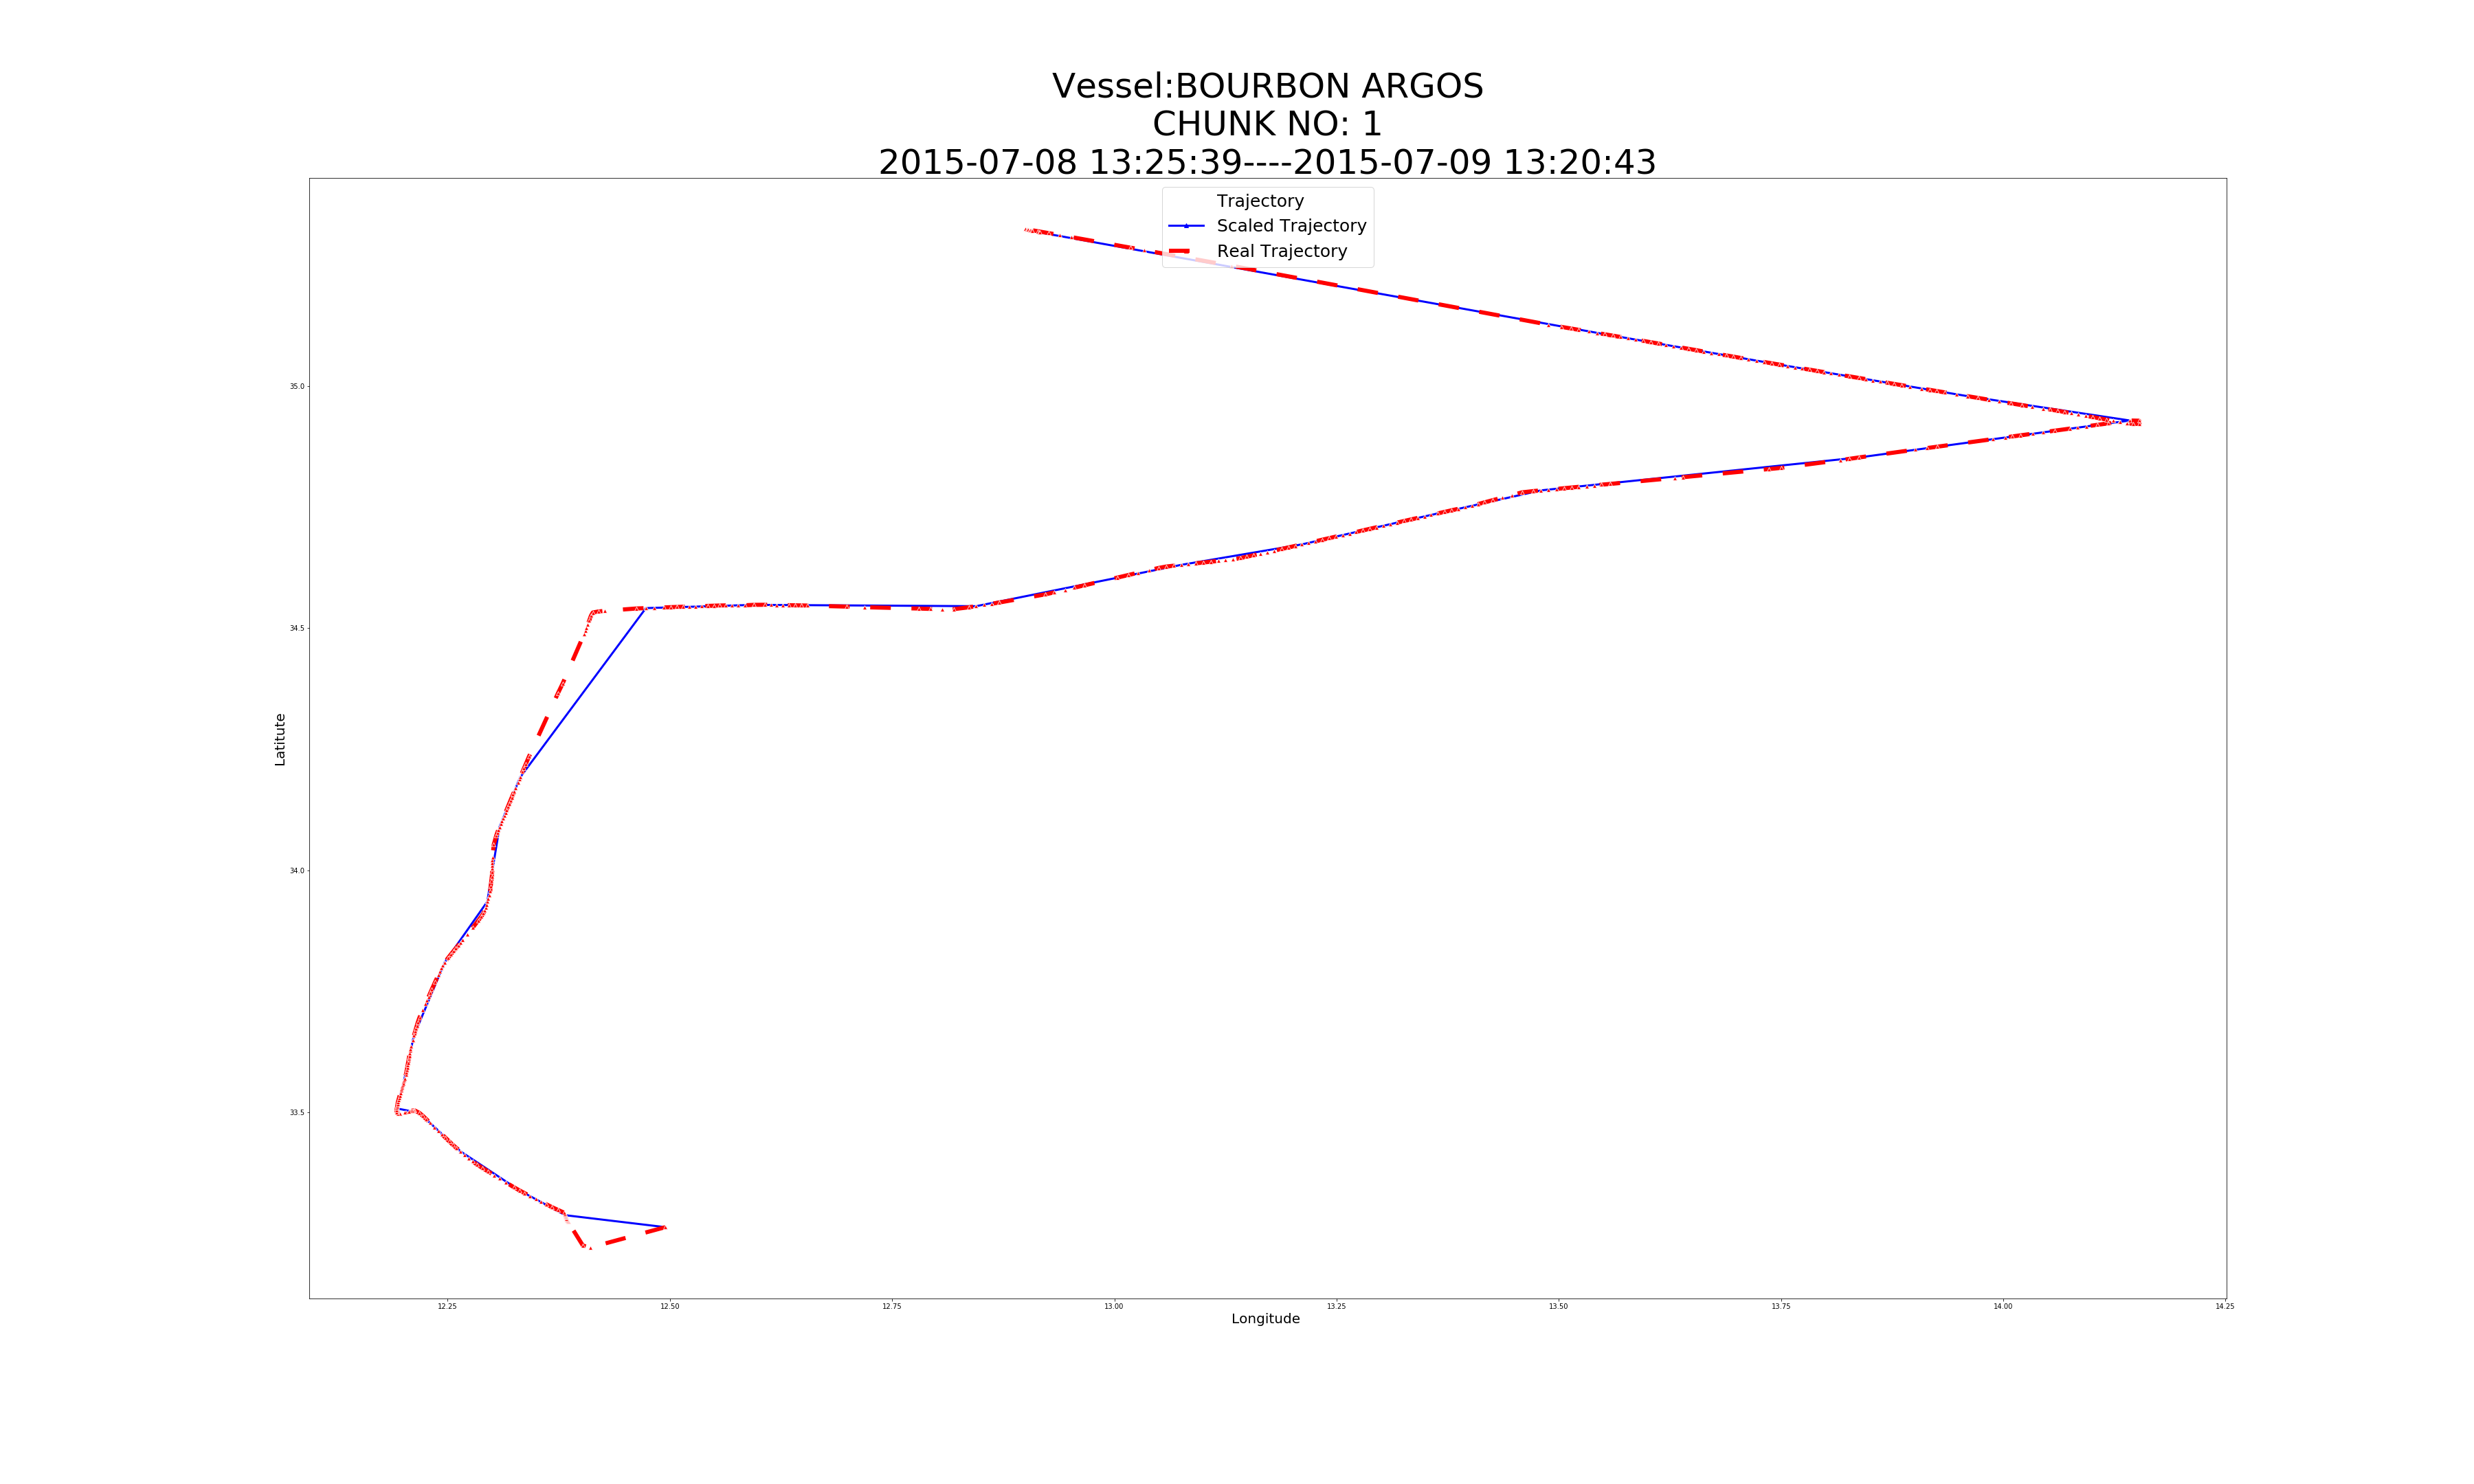 Vessel:BOURBON ARGOS
CHUNK NO: 1
2015-07-08 13:25:39----2015-07-09 13:20:43
Trajectory
Scaled Trajectory
Real Trajectory
35.0
34.5
34.0
33.5
Latitute
12.25 12.50 12.75 13.00 13.25 13.50 13.75 14.00 14.25
Longitude